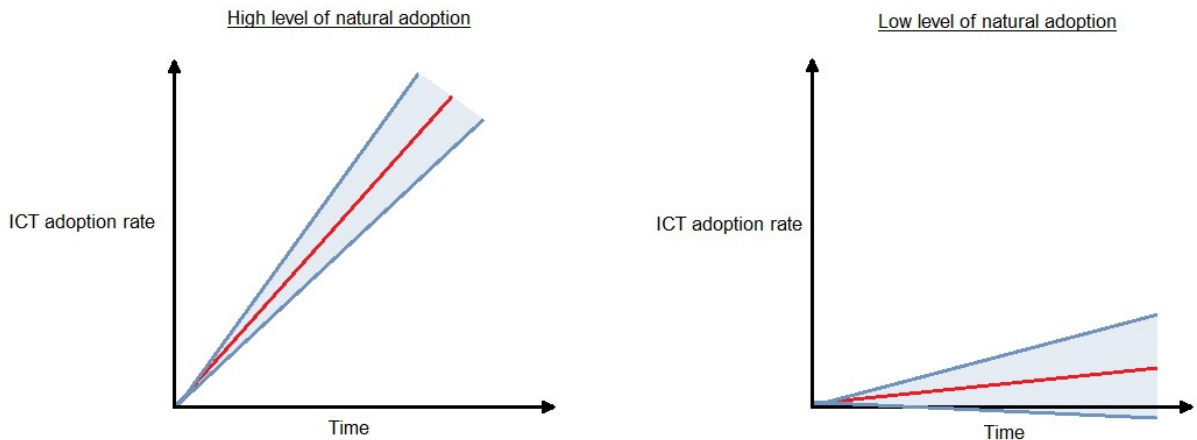 High level of natural adoption
ICT adoption rate
Time
Low level of natural adoption
ICT adoption rate
Time